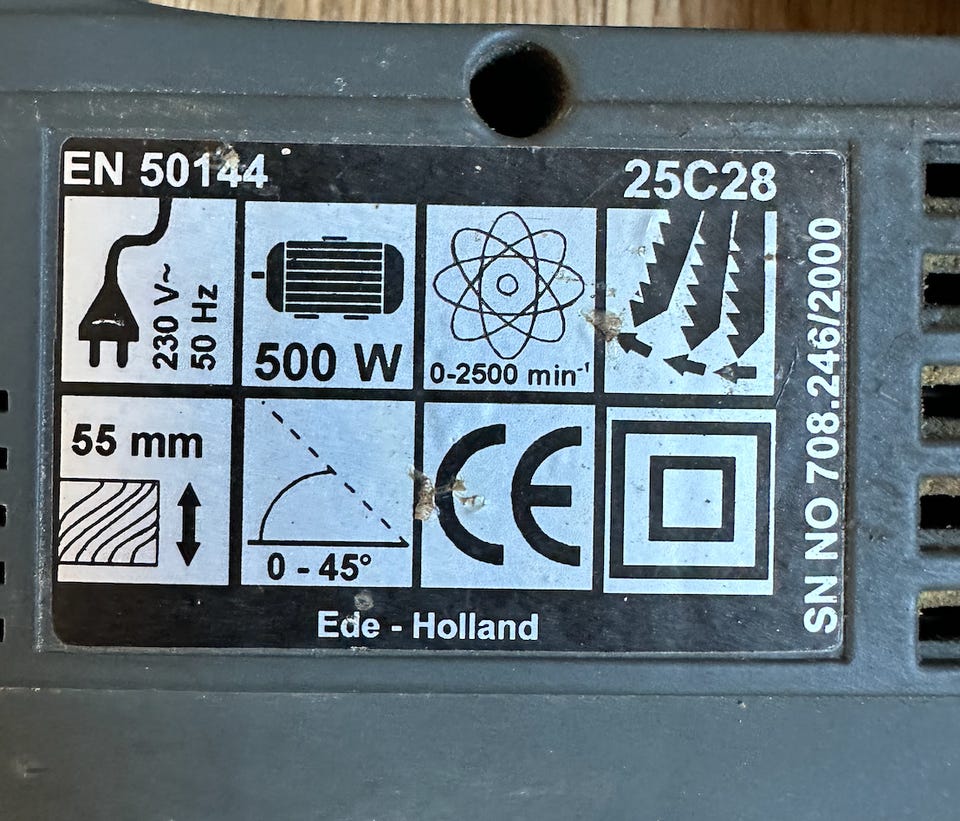 EN 50144
25C28
230 V~
50 Hz
500 W
0-2500 min⁻¹
55 mm
0 - 45°
CE
Ede - Holland
SN NO 708.246/2000